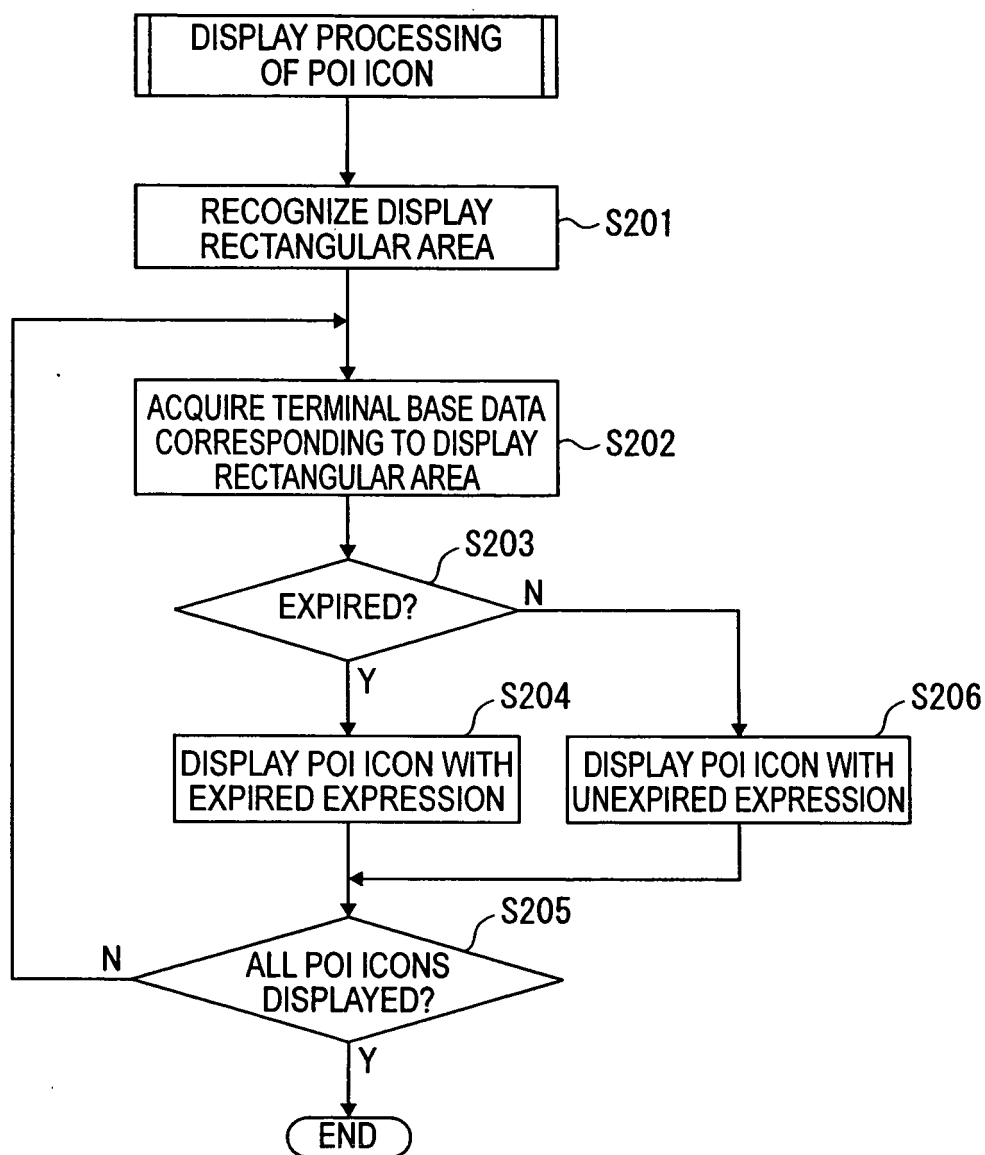 DISPLAY PROCESSING
OF POI ICON
RECOGNIZE DISPLAY
RECTANGULAR AREA
S201
ACQUIRE TERMINAL BASE DATA
CORRESPONDING TO DISPLAY
RECTANGULAR AREA
S202
S203
EXPIRED?
N
Y
S204
DISPLAY POI ICON WITH
EXPIRED EXPRESSION
S206
DISPLAY POI ICON WITH
UNEXPIRED EXPRESSION
S205
N
ALL POI ICONS
DISPLAYED?
Y
END